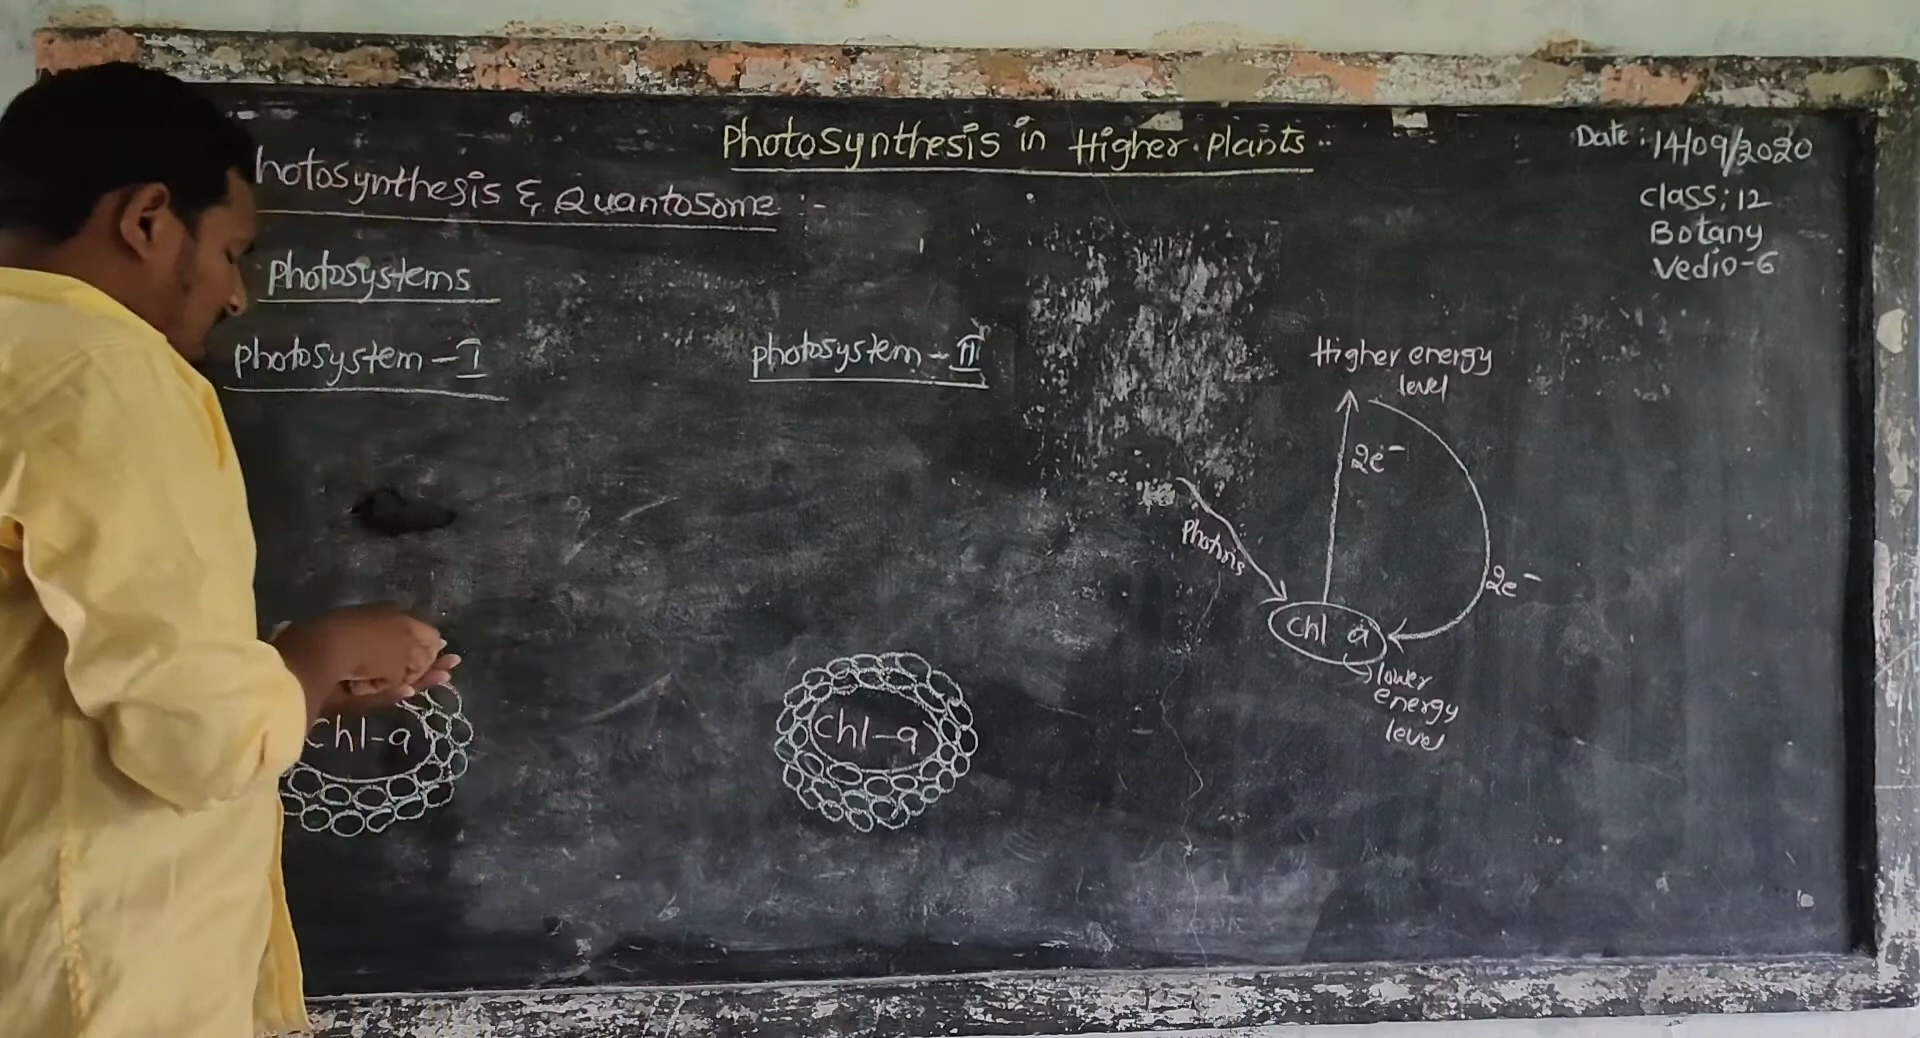 Photosynthesis in Higher Plants..
Date: 14/09/2020
class; 12
Botany
Vedio-6
hotosynthesis & Quantosome :-
Photosystems
photosystem - I
photosystem - II
Higher energy
level
2e⁻
Photons
2e⁻
Chl a
lower
energy
level
Chl-a
Chl-a